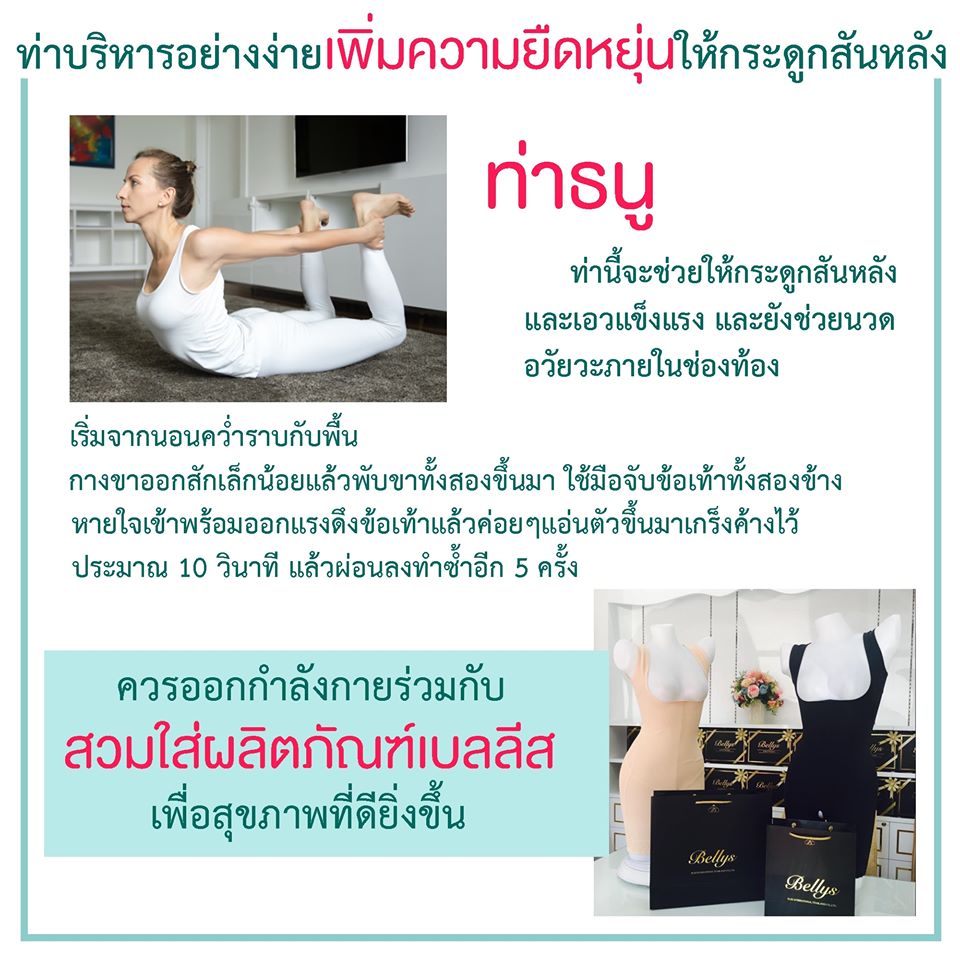 ท่าบริหารอย่างง่ายเพิ่มความยืดหยุ่นให้กระดูกสันหลัง
ท่าธนู
ท่านี้จะช่วยให้กระดูกสันหลัง
และเอวแข็งแรง และยังช่วยนวด
อวัยวะภายในช่องท้อง
เริ่มจากนอนคว่ำราบกับพื้น
กางขาออกสักเล็กน้อยแล้วพับขาทั้งสองขึ้นมา ใช้มือจับข้อเท้าทั้งสองข้าง
หายใจเข้าพร้อมออกแรงดึงข้อเท้าแล้วค่อยๆแอ่นตัวขึ้นมาเกร็งค้างไว้
ประมาณ 10 วินาที แล้วผ่อนลงทำซ้ำอีก 5 ครั้ง
ควรออกกำลังกายร่วมกับ
สวมใส่ผลิตภัณฑ์เบลลีส
เพื่อสุขภาพที่ดียิ่งขึ้น
Bellys
Bellys
Bellys
Bellys